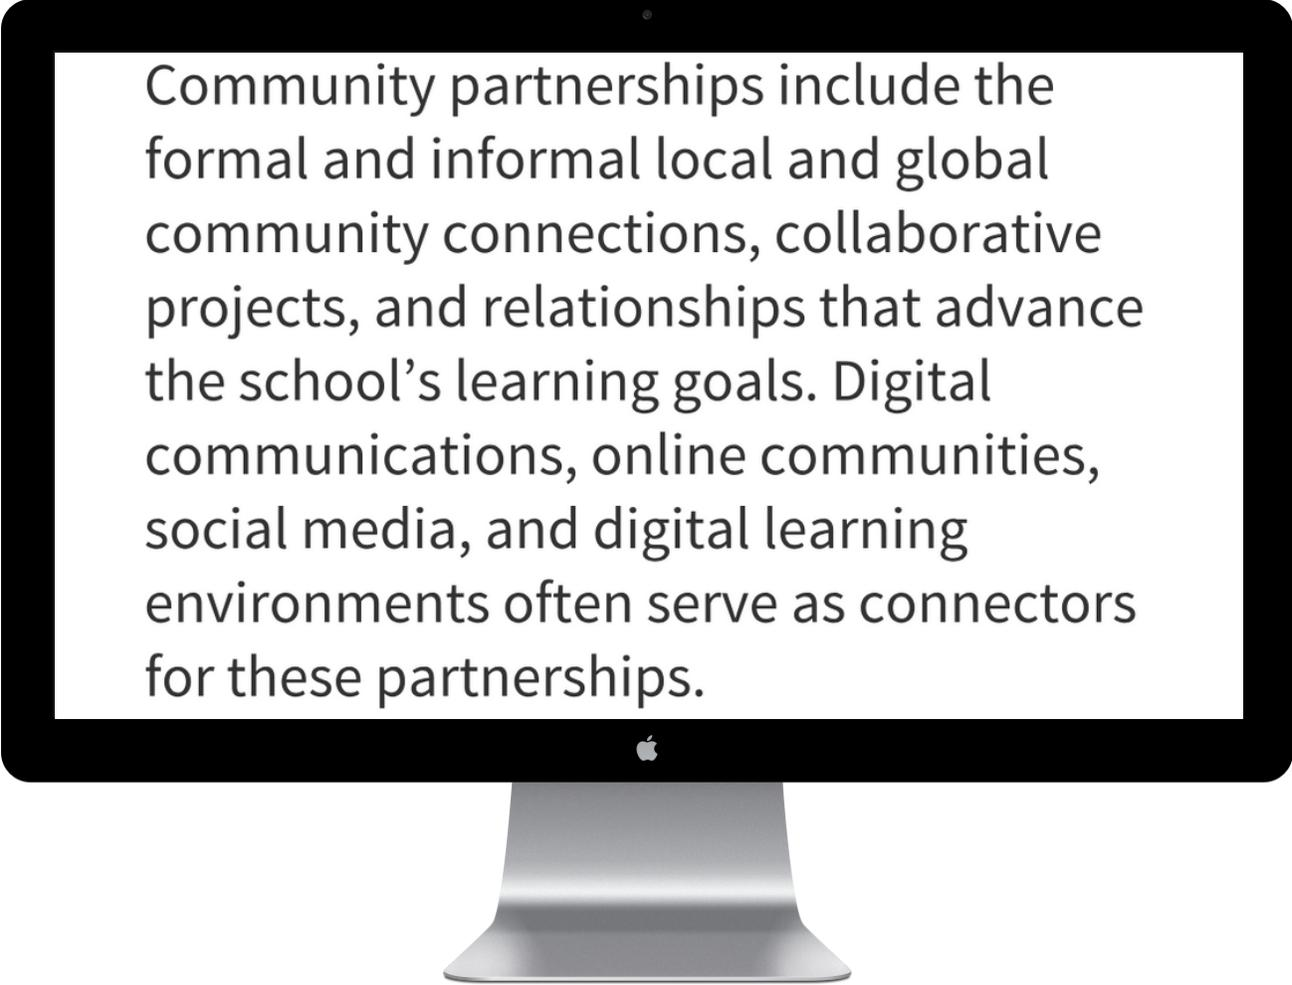 Community partnerships include the
formal and informal local and global
community connections, collaborative
projects, and relationships that advance
the school’s learning goals. Digital
communications, online communities,
social media, and digital learning
environments often serve as connectors
for these partnerships.